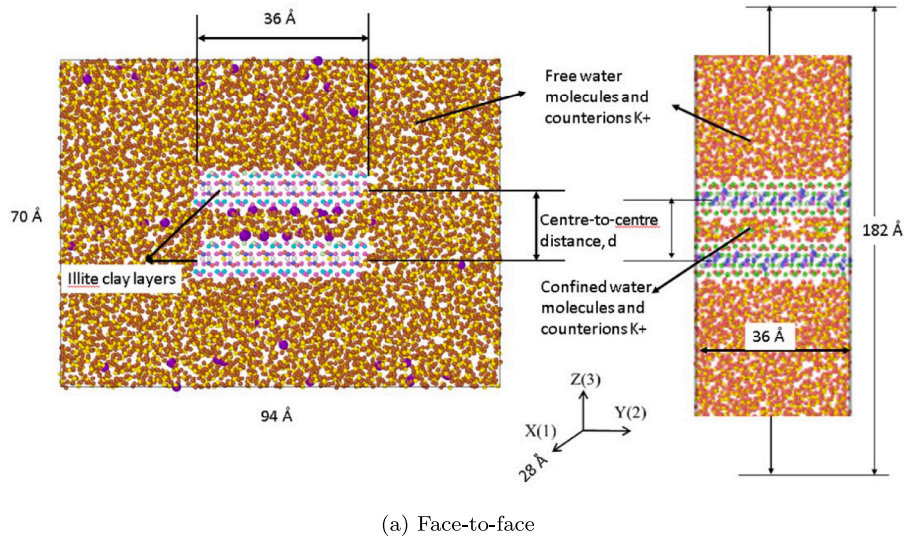 36 Å
Free water
molecules and
counterions K+
70 Å
Centre-to-centre
distance, d
182 Å
Illite clay layers
Confined water
molecules and
counterions K+
36 Å
94 Å
Z(3)
Y(2)
X(1)
28 Å
(a) Face-to-face